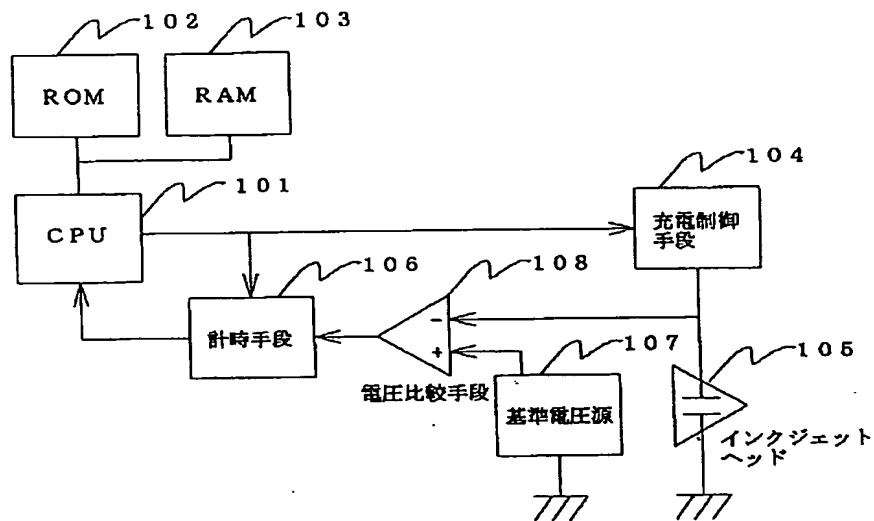 102
103
ROM
RAM
101
104
CPU
充電制御
手段
106
108
計時手段
-
+
107
105
電圧比較手段
基準電圧源
インクジェット
ヘッド